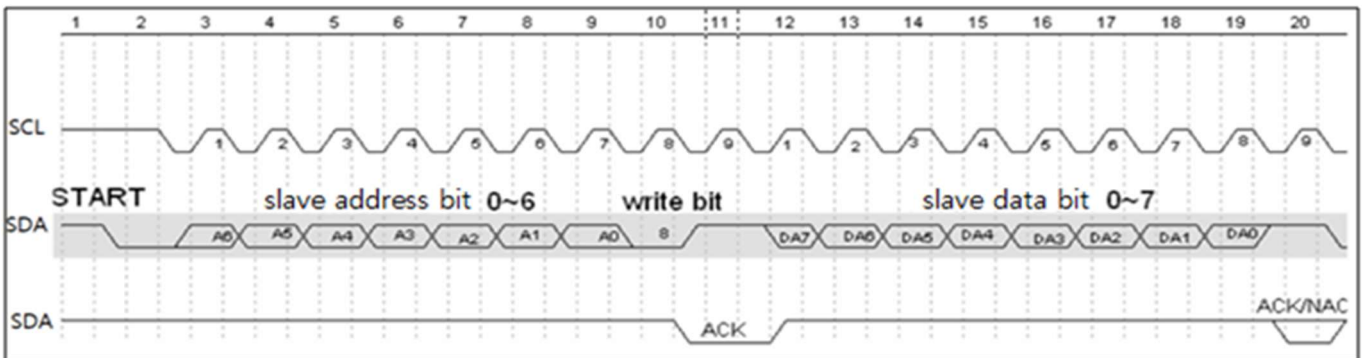 1 2 3 4 5 6 7 8 9 10 11 12 13 14 15 16 17 18 19 20
SCL 1 2 3 4 5 6 7 8 9 1 2 3 4 5 6 7 8 9
START slave address bit 0~6 write bit slave data bit 0~7
SDA A6 A5 A4 A3 A2 A1 A0 8 DA7 DA6 DA5 DA4 DA3 DA2 DA1 DA0
ACK/NAC
SDA ACK